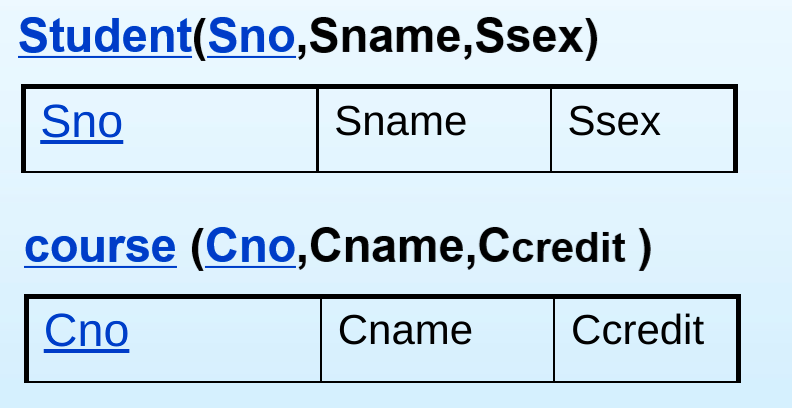 Student(Sno,Sname,Ssex)
Sno Sname Ssex
course (Cno,Cname,Ccredit )
Cno Cname Ccredit